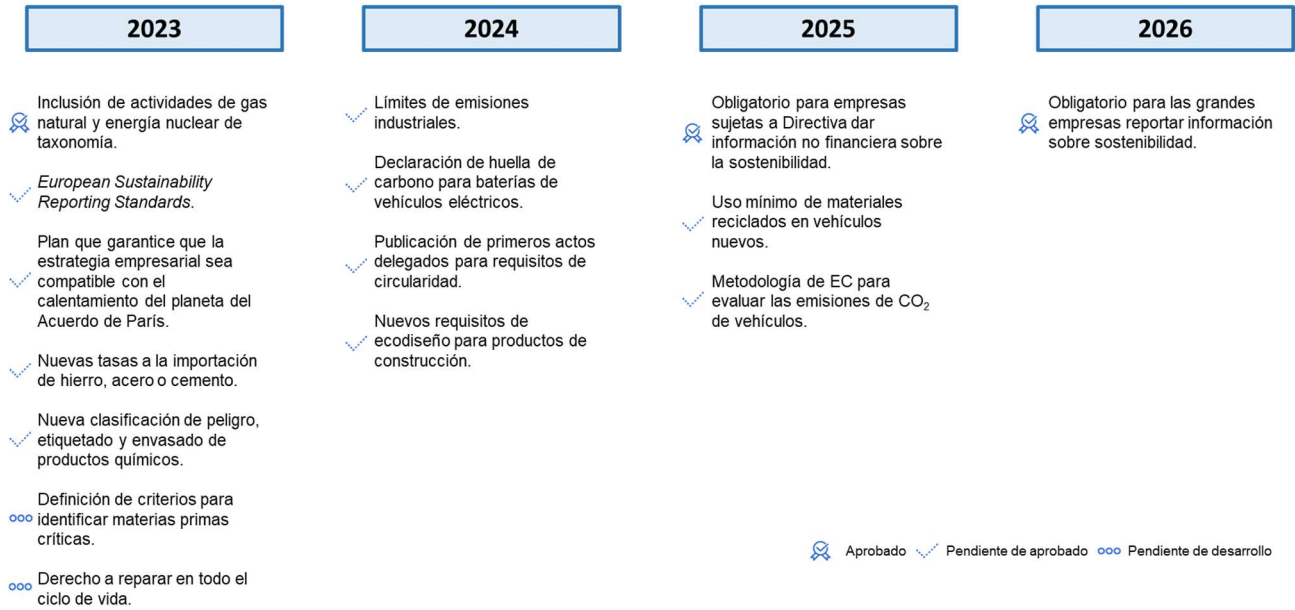 2023
Inclusión de actividades de gas
natural y energía nuclear de
taxonomía.
European Sustainability
Reporting Standards.
Plan que garantice que la
estrategia empresarial sea
compatible con el
calentamiento del planeta del
Acuerdo de París.
Nuevas tasas a la importación
de hierro, acero o cemento.
Nueva clasificación de peligro,
etiquetado y envasado de
productos químicos.
Definición de criterios para
identificar materias primas
críticas.
Derecho a reparar en todo el
ciclo de vida.
2024
Límites de emisiones
industriales.
Declaración de huella de
carbono para baterías de
vehículos eléctricos.
Publicación de primeros actos
delegados para requisitos de
circularidad.
Nuevos requisitos de
ecodiseño para productos de
construcción.
2025
Obligatorio para empresas
sujetas a Directiva dar
información no financiera sobre
la sostenibilidad.
Uso mínimo de materiales
reciclados en vehículos
nuevos.
Metodología de EC para
evaluar las emisiones de CO₂
de vehículos.
2026
Obligatorio para las grandes
empresas reportar información
sobre sostenibilidad.
Aprobado Pendiente de aprobado Pendiente de desarrollo